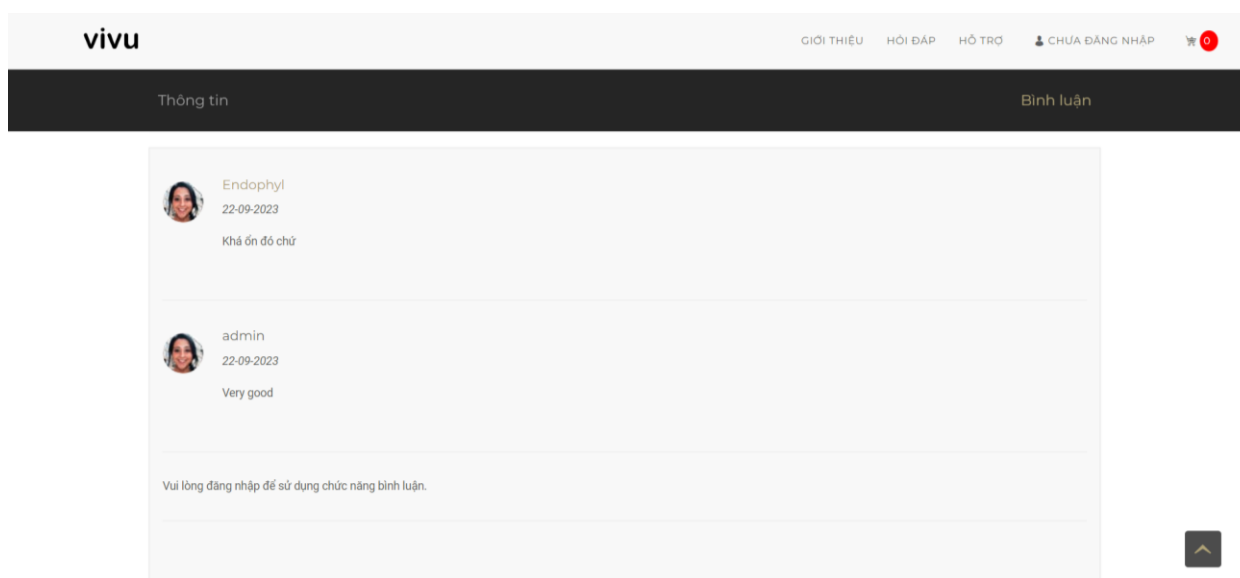 vivu
GIỚI THIỆU HỎI ĐÁP HỖ TRỢ CHƯA ĐĂNG NHẬP 0
Thông tin Bình luận
Endophyl
22-09-2023
Khá ổn đó chứ
admin
22-09-2023
Very good
Vui lòng đăng nhập để sử dụng chức năng bình luận.